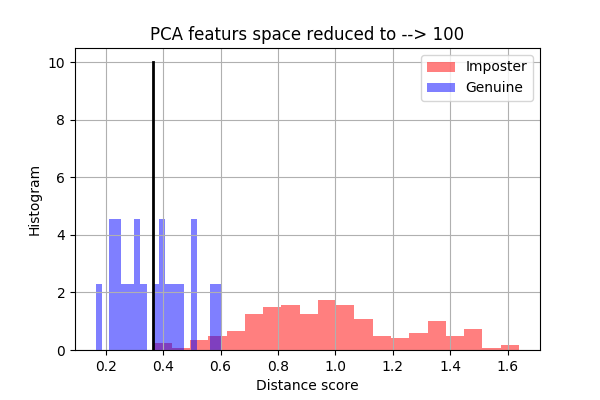 PCA featurs space reduced to --> 100
Imposter
Genuine
10
8
6
4
2
0
Histogram
0.2 0.4 0.6 0.8 1.0 1.2 1.4 1.6
Distance score